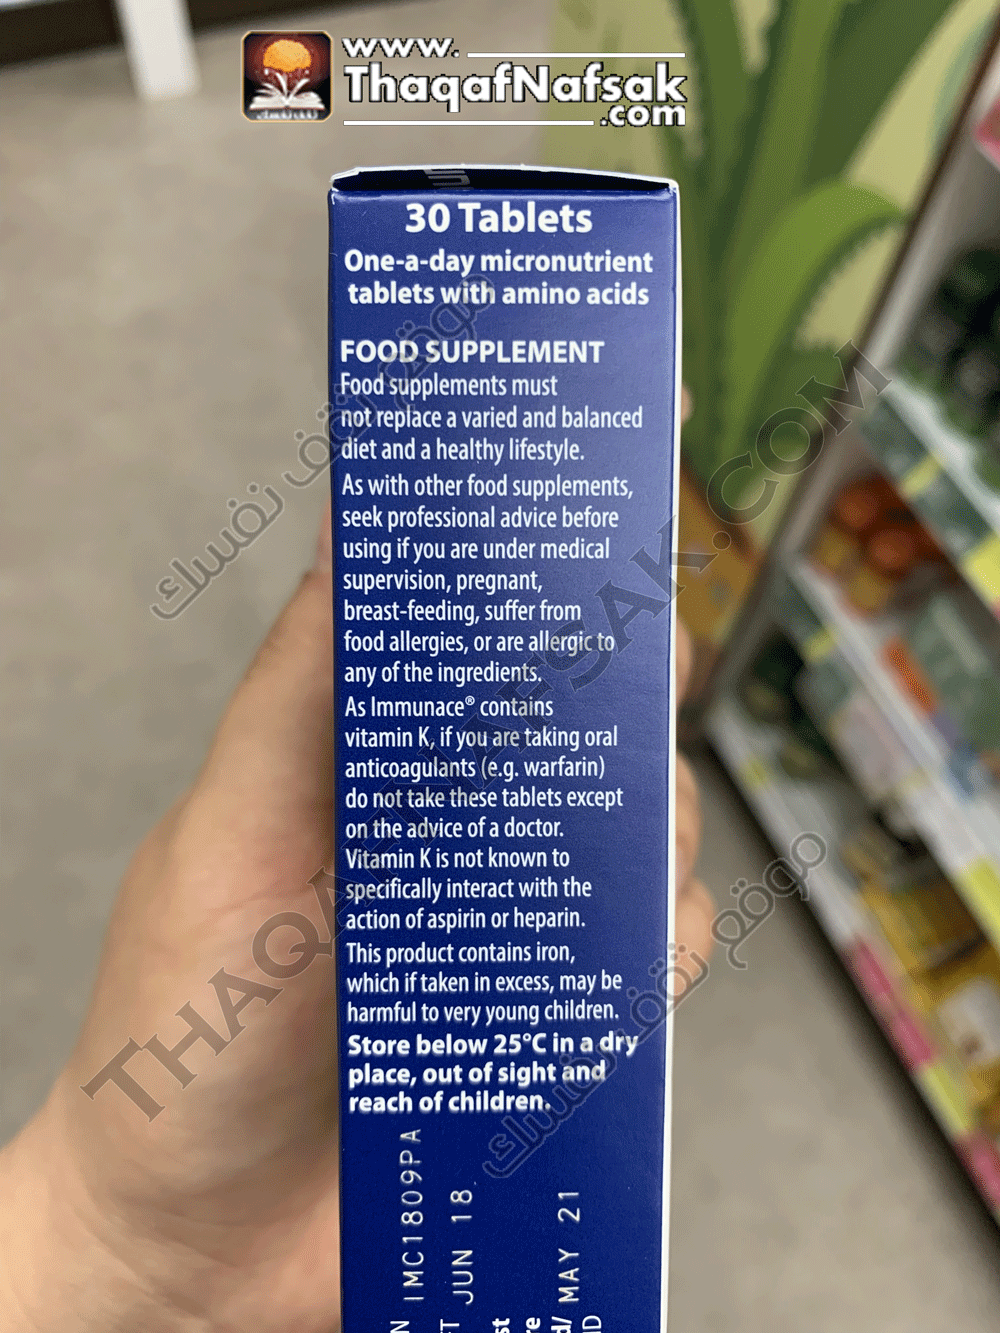 www.
ThaqafNafsak
.com
30 Tablets
One-a-day micronutrient
tablets with amino acids
FOOD SUPPLEMENT
Food supplements must
not replace a varied and balanced
diet and a healthy lifestyle.
As with other food supplements,
seek professional advice before
using if you are under medical
supervision, pregnant,
breast-feeding, suffer from
food allergies, or are allergic to
any of the ingredients.
As Immunace® contains
vitamin K, if you are taking oral
anticoagulants (e.g. warfarin)
do not take these tablets except
on the advice of a doctor.
Vitamin K is not known to
specifically interact with the
action of aspirin or heparin.
This product contains iron,
which if taken in excess, may be
harmful to very young children.
Store below 25°C in a dry
place, out of sight and
reach of children.
IMC1809PA
JUN 18
MAY 21
موقع ثقف نفسك
THAQAFNAFSAK.COM
موقع ثقف نفسك